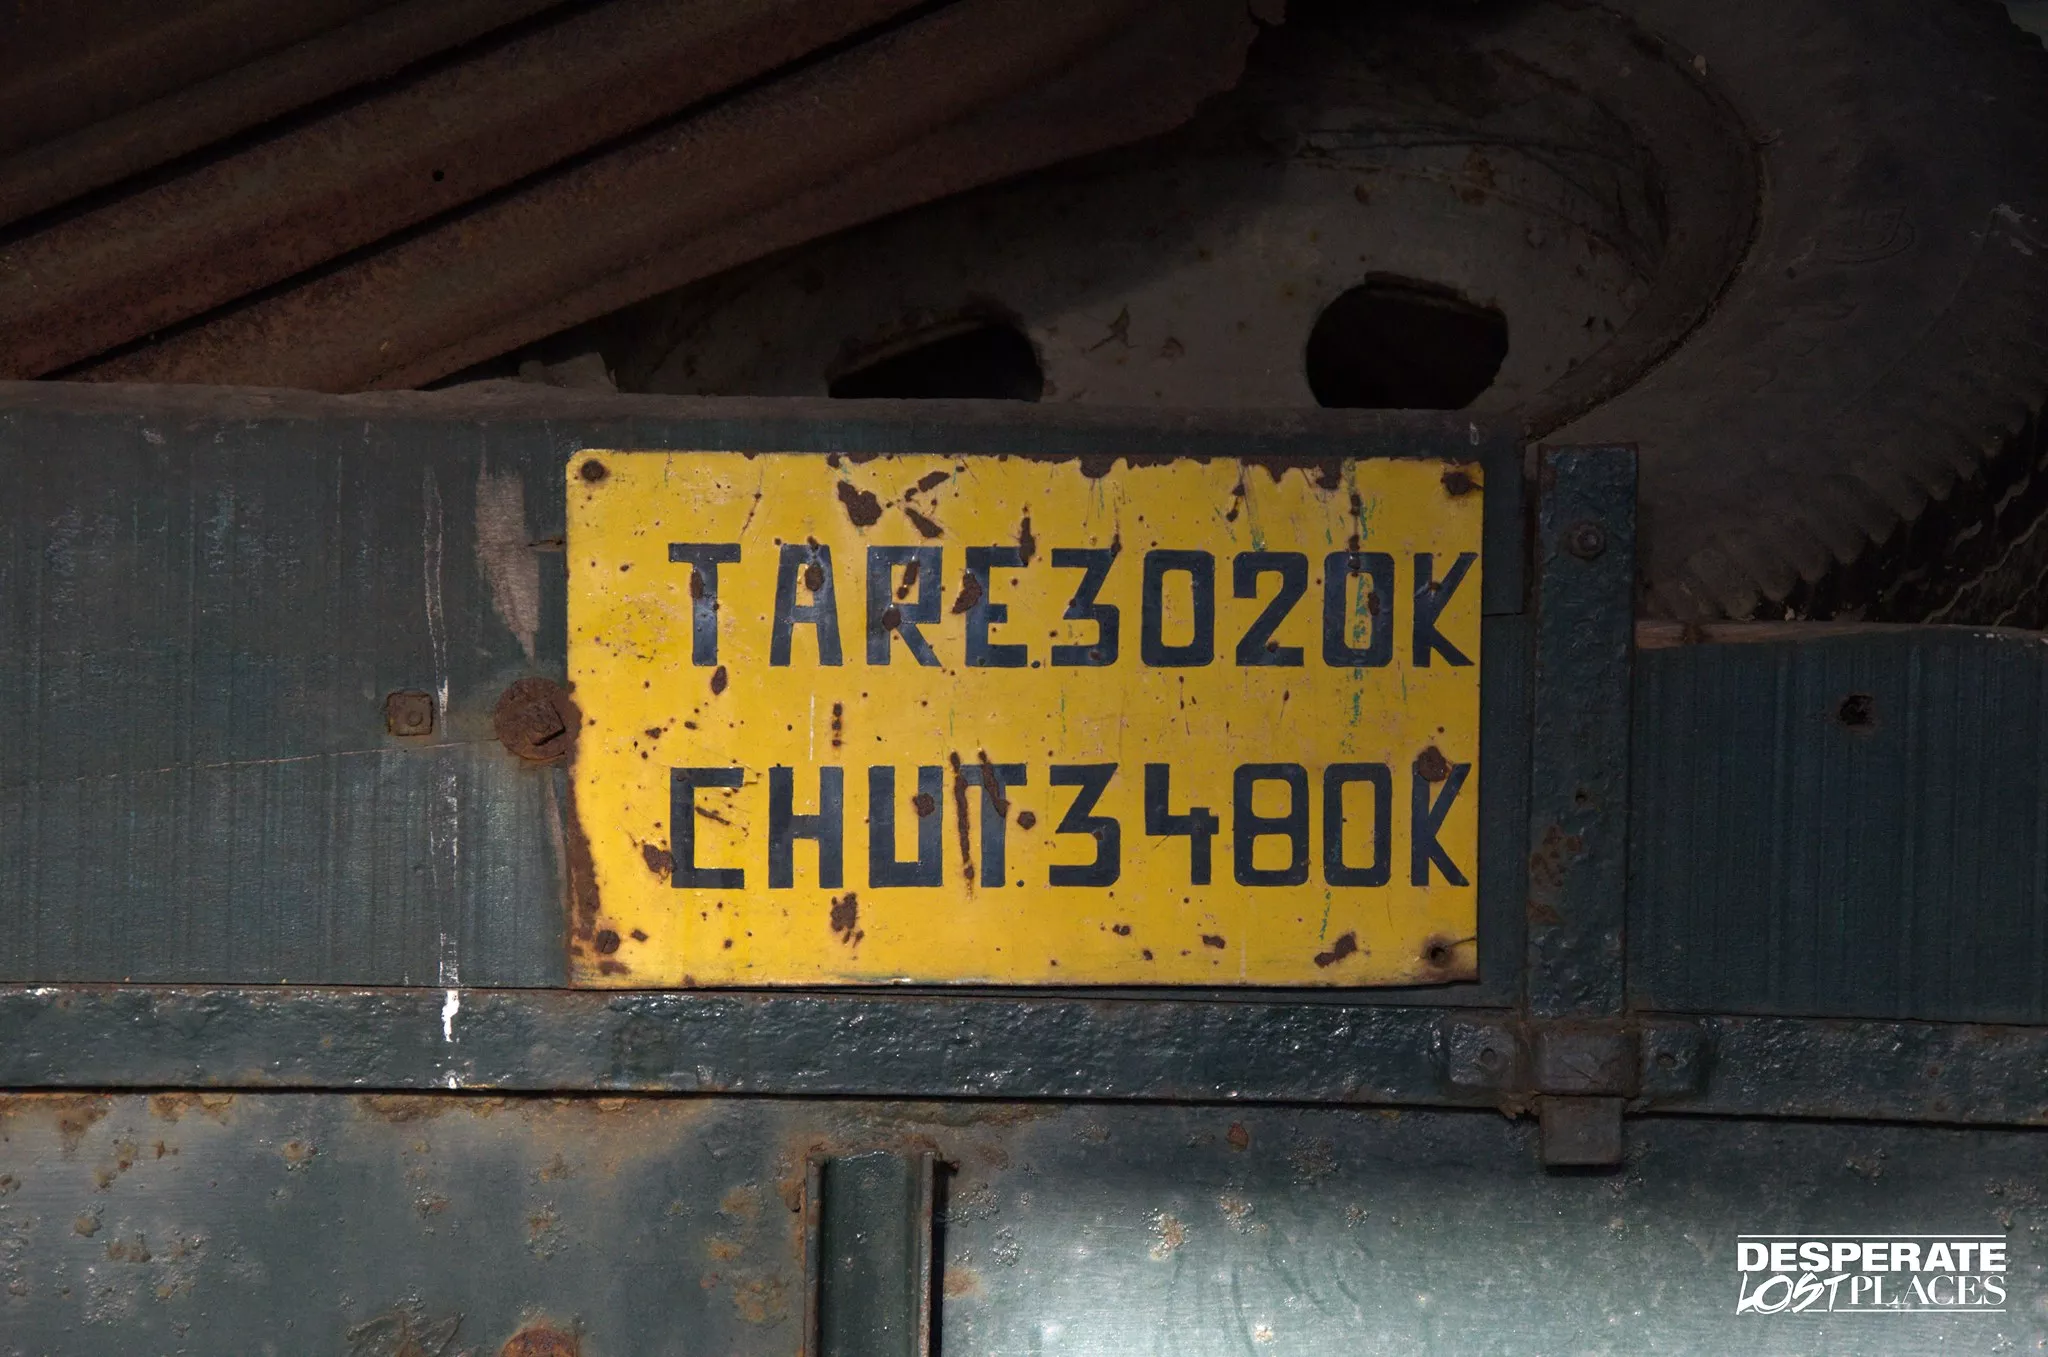 TARE3020K
CHUT3480K
DESPERATE
LOST PLACES